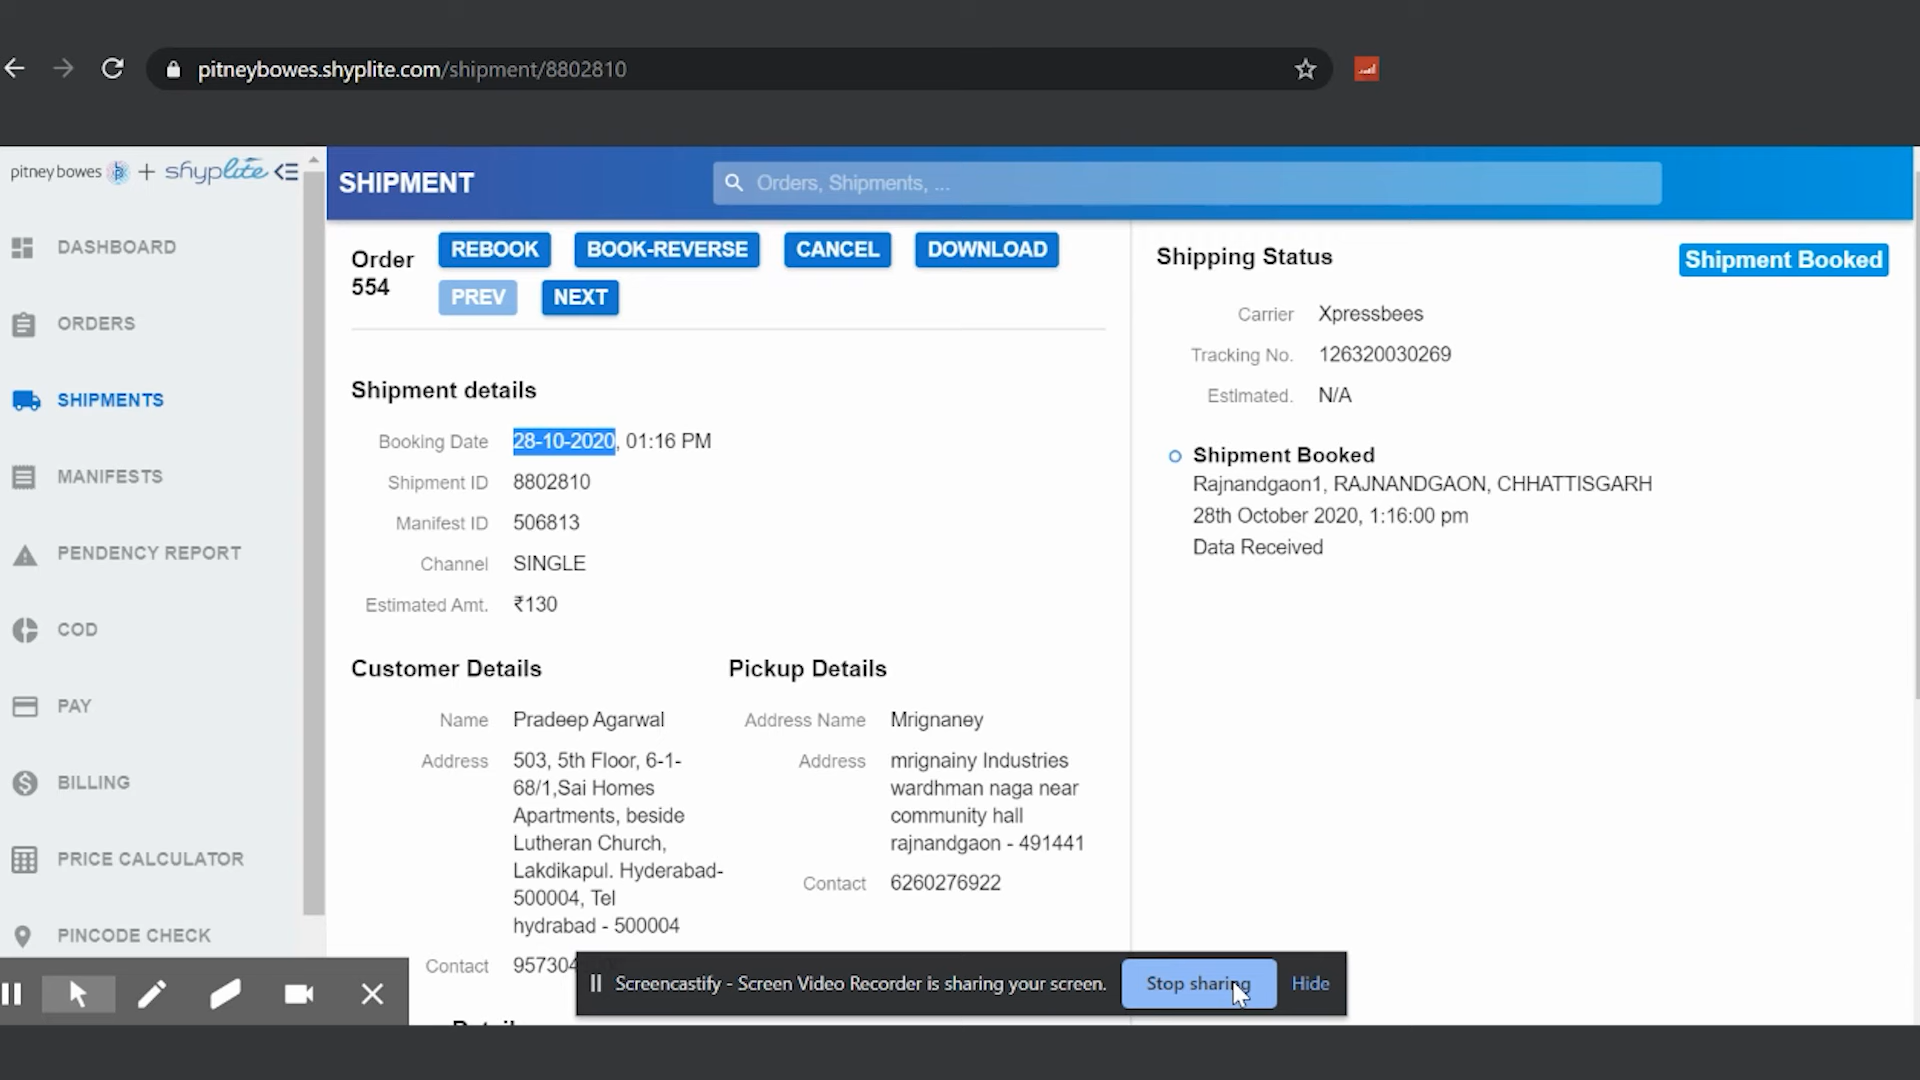 pitneybowes.shyplite.com/shipment/8802810
pitney bowes + shyplite
DASHBOARD
ORDERS
SHIPMENTS
MANIFESTS
PENDENCY REPORT
COD
PAY
BILLING
PRICE CALCULATOR
PINCODE CHECK
SHIPMENT
Orders, Shipments, ...
Order
554
REBOOK BOOK-REVERSE CANCEL DOWNLOAD
PREV NEXT
Shipment details
Booking Date 28-10-2020, 01:16 PM
Shipment ID 8802810
Manifest ID 506813
Channel SINGLE
Estimated Amt. ₹130
Customer Details
Name Pradeep Agarwal
Address 503, 5th Floor, 6-1-
68/1,Sai Homes
Apartments, beside
Lutheran Church,
Lakdikapul. Hyderabad-
500004, Tel
hydrabad - 500004
Contact 957304
Pickup Details
Address Name Mrignaney
Address mrignainy Industries
wardhman naga near
community hall
rajnandgaon - 491441
Contact 6260276922
Shipping Status
Shipment Booked
Carrier Xpressbees
Tracking No. 126320030269
Estimated. N/A
Shipment Booked
Rajnandgaon1, RAJNANDGAON, CHHATTISGARH
28th October 2020, 1:16:00 pm
Data Received
Screencastify - Screen Video Recorder is sharing your screen. Stop sharing Hide